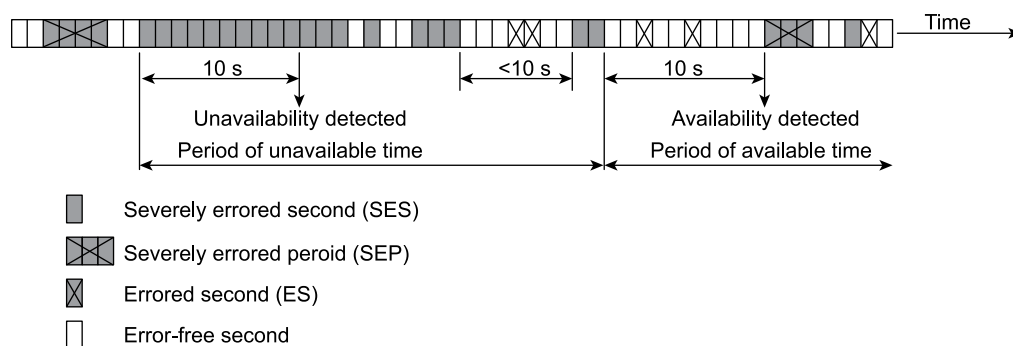 Time
10 s
<10 s
10 s
Unavailability detected
Availability detected
Period of unavailable time
Period of available time
Severely errored second (SES)
Severely errored peroid (SEP)
Errored second (ES)
Error-free second